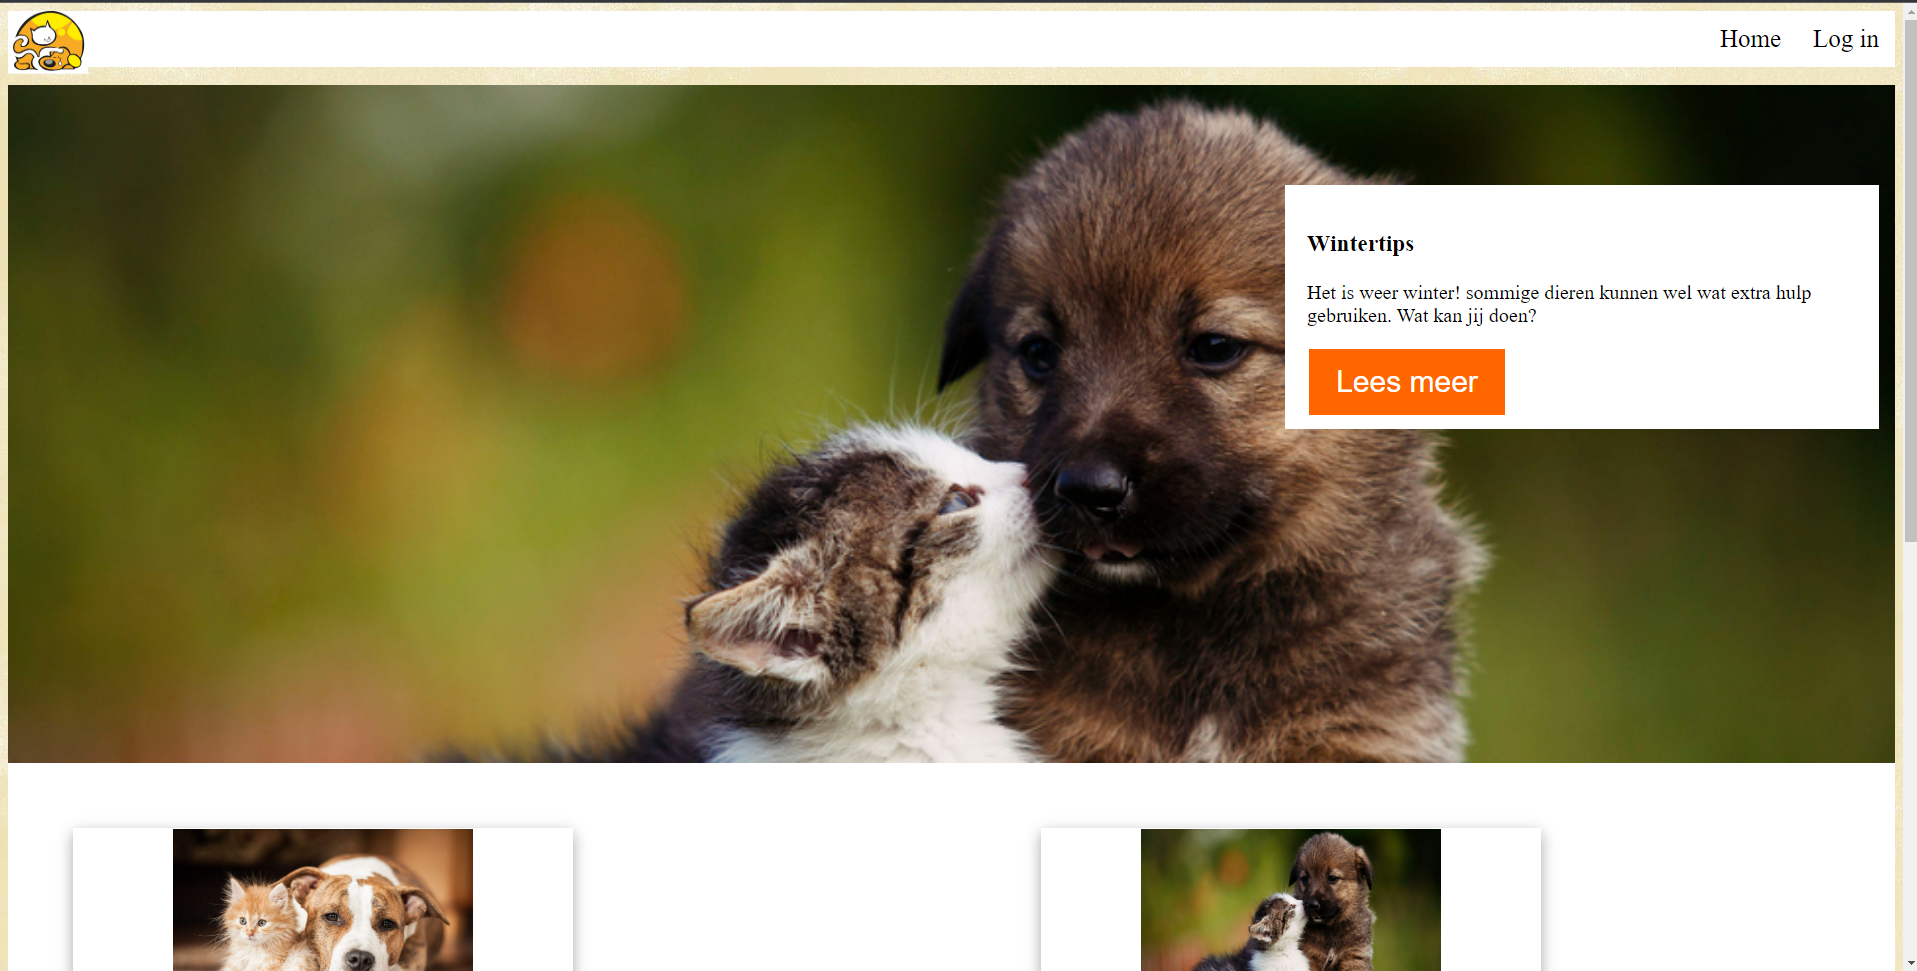 Home Log in
Wintertips
Het is weer winter! sommige dieren kunnen wel wat extra hulp
gebruiken. Wat kan jij doen?
Lees meer